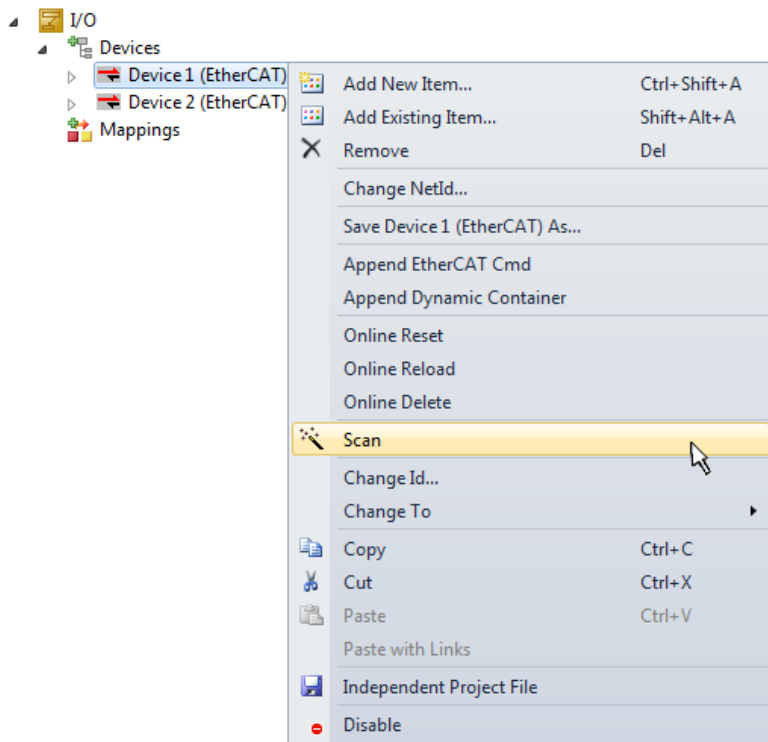 I/O
Devices
Device 1 (EtherCAT)
Device 2 (EtherCAT)
Mappings
Add New Item... Ctrl+Shift+A
Add Existing Item... Shift+Alt+A
Remove Del
Change NetId...
Save Device 1 (EtherCAT) As...
Append EtherCAT Cmd
Append Dynamic Container
Online Reset
Online Reload
Online Delete
Scan
Change Id...
Change To
Copy Ctrl+C
Cut Ctrl+X
Paste Ctrl+V
Paste with Links
Independent Project File
Disable